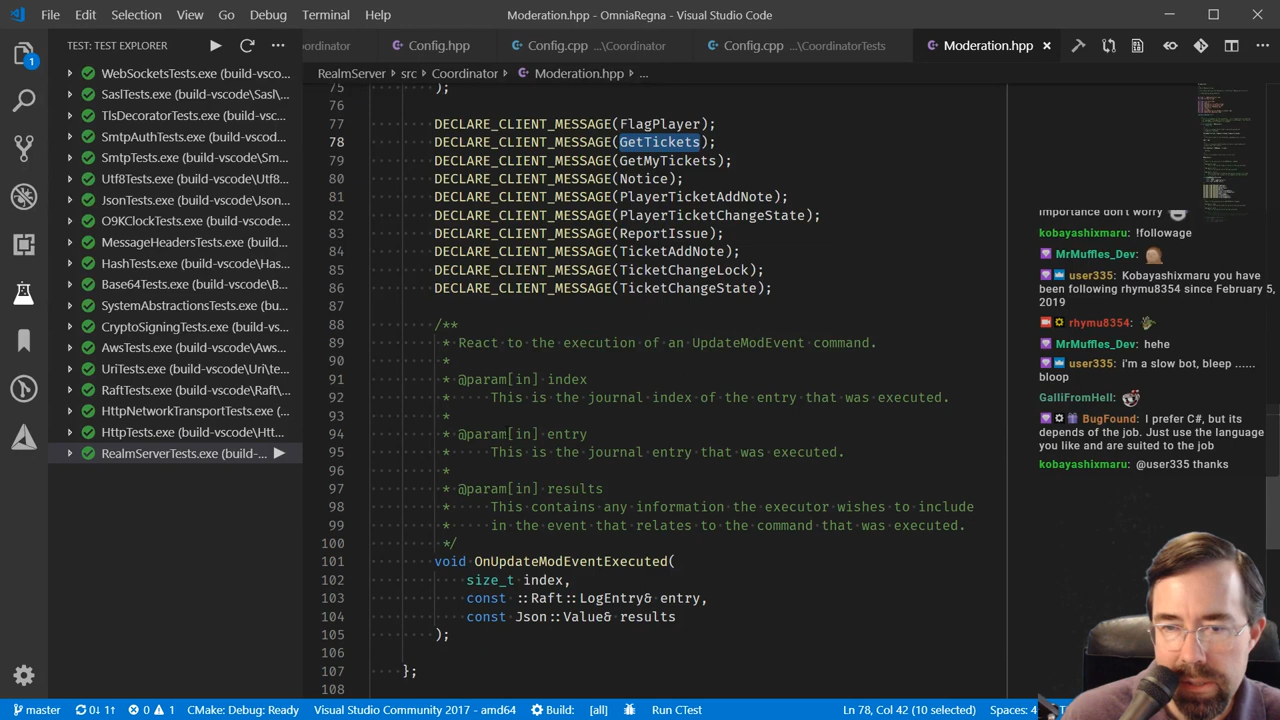 File Edit Selection View Go Debug Terminal Help Moderation.hpp - OmniaRegna - Visual Studio Code
TEST: TEST EXPLORER
oordinator Config.hpp Config.cpp ...\Coordinator Config.cpp ...\CoordinatorTests Moderation.hpp
RealmServer › src › Coordinator › Moderation.hpp › ...
1
WebSocketsTests.exe (build-vsco...
SaslTests.exe (build-vscode\Sasl...
TlsDecoratorTests.exe (build-vsc...
SmtpAuthTests.exe (build-vscod...
SmtpTests.exe (build-vscode\Sm...
Utf8Tests.exe (build-vscode\Utf8...
JsonTests.exe (build-vscode\Json...
O9KClockTests.exe (build-vscod...
MessageHeadersTests.exe (build...
HashTests.exe (build-vscode\Has...
Base64Tests.exe (build-vscode\B...
SystemAbstractionsTests.exe (bu...
CryptoSigningTests.exe (build-vs...
AwsTests.exe (build-vscode\Aws...
UriTests.exe (build-vscode\Uri\te...
RaftTests.exe (build-vscode\Raft\...
HttpNetworkTransportTests.exe (...
HttpTests.exe (build-vscode\Htt...
RealmServerTests.exe (build-...
75 );
76
77 DECLARE_CLIENT_MESSAGE(FlagPlayer);
78 DECLARE_CLIENT_MESSAGE(GetTickets);
79 DECLARE_CLIENT_MESSAGE(GetMyTickets);
80 DECLARE_CLIENT_MESSAGE(Notice);
81 DECLARE_CLIENT_MESSAGE(PlayerTicketAddNote);
82 DECLARE_CLIENT_MESSAGE(PlayerTicketChangeState);
83 DECLARE_CLIENT_MESSAGE(ReportIssue);
84 DECLARE_CLIENT_MESSAGE(TicketAddNote);
85 DECLARE_CLIENT_MESSAGE(TicketChangeLock);
86 DECLARE_CLIENT_MESSAGE(TicketChangeState);
87
88 /**
89 * React to the execution of an UpdateModEvent command.
90 *
91 * @param[in] index
92 * This is the journal index of the entry that was executed.
93 *
94 * @param[in] entry
95 * This is the journal entry that was executed.
96 *
97 * @param[in] results
98 * This contains any information the executor wishes to include
99 * in the event that relates to the command that was executed.
100 */
101 void OnUpdateModEventExecuted(
102 size_t index,
103 const ::Raft::LogEntry& entry,
104 const Json::Value& results
105 );
106
107 };
108
importance don't worry
kobayashixmaru: !followage
MrMuffles_Dev:
user335: Kobayashixmaru you have
been following rhymu8354 since February 5,
2019
rhymu8354:
MrMuffles_Dev: hehe
user335: i'm a slow bot, bleep ......
bloop
GalliFromHell:
BugFound: I prefer C#, but its
depends of the job. Just use the language
you like and are suited to the job
kobayashixmaru: @user335 thanks
master 0↓ 1↑ 0 1 CMake: Debug: Ready Visual Studio Community 2017 - amd64 Build: [all] Run CTest Ln 78, Col 42 (10 selected) Spaces: